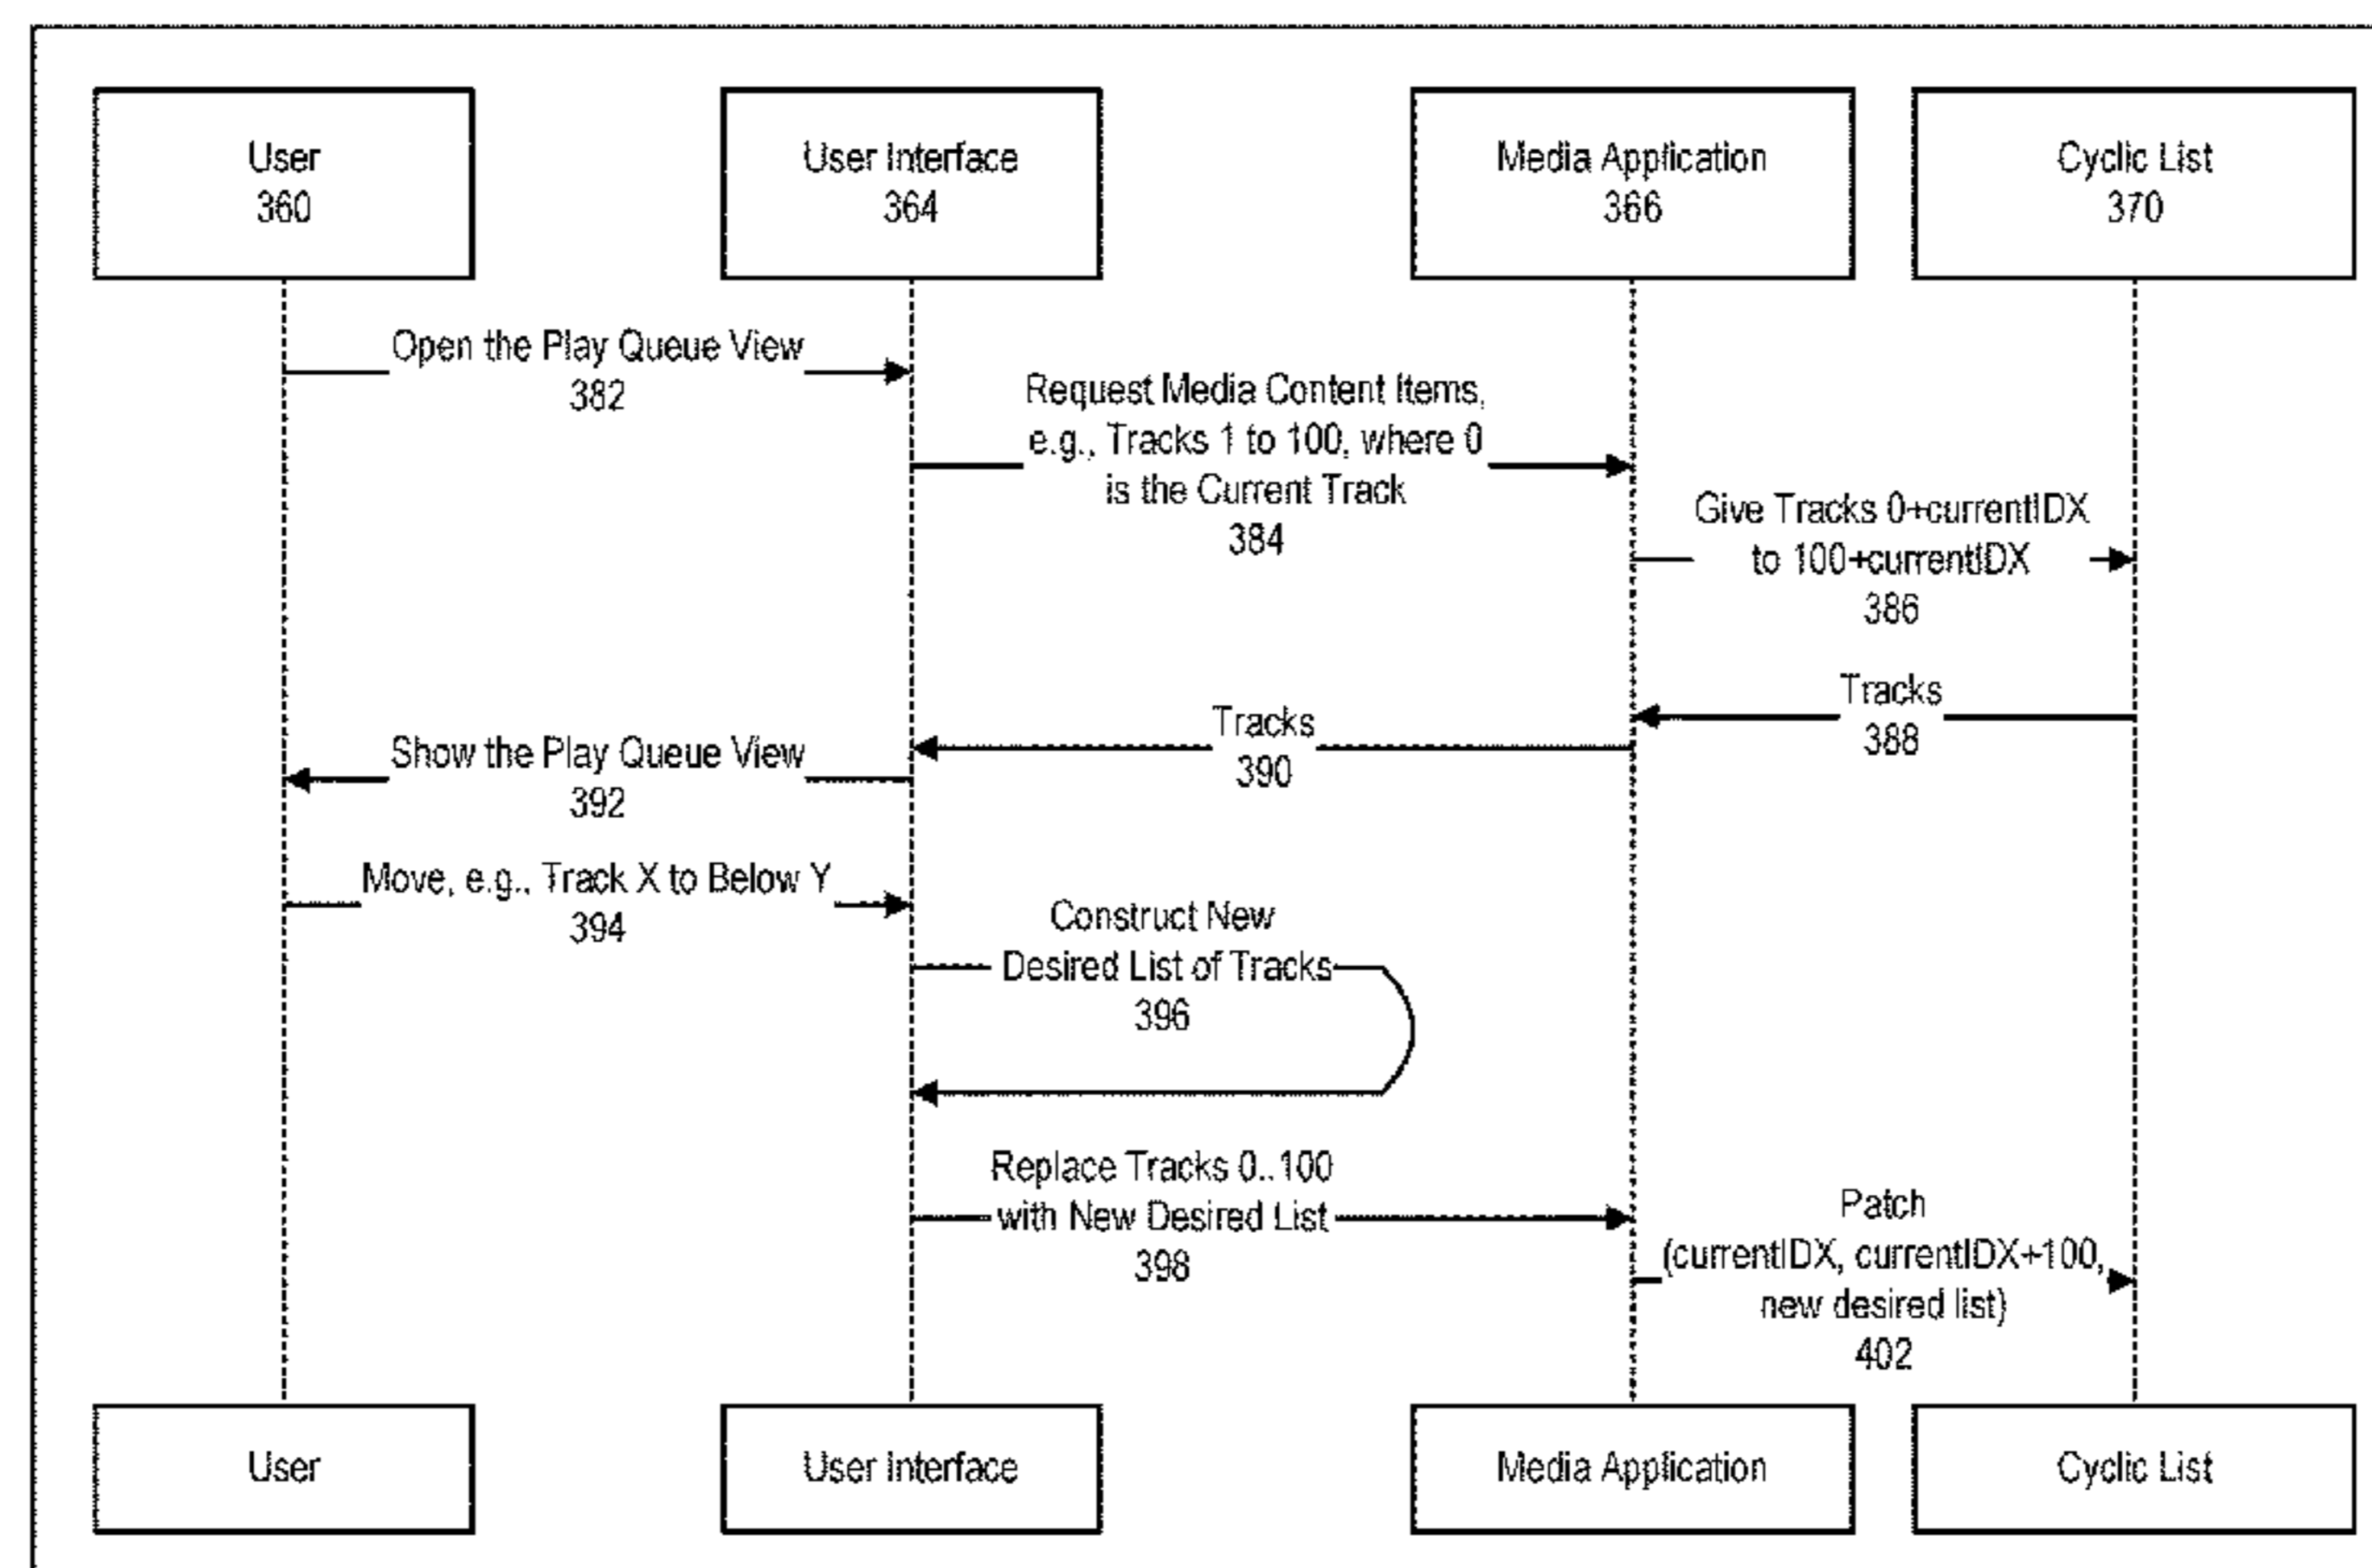 User
360
User Interface
364
Media Application
366
Cyclic List
370
Open the Play Queue View
382
Request Media Content Items,
e.g., Tracks 1 to 100, where 0
is the Current Track
384
Give Tracks 0+currentIDX
to 100+currentIDX
386
Tracks
388
Tracks
390
Show the Play Queue View
392
Move, e.g., Track X to Below Y
394
Construct New
Desired List of Tracks
396
Replace Tracks 0..100
with New Desired List
398
Patch
(currentIDX, currentIDX+100,
new desired list)
402
User
User Interface
Media Application
Cyclic List